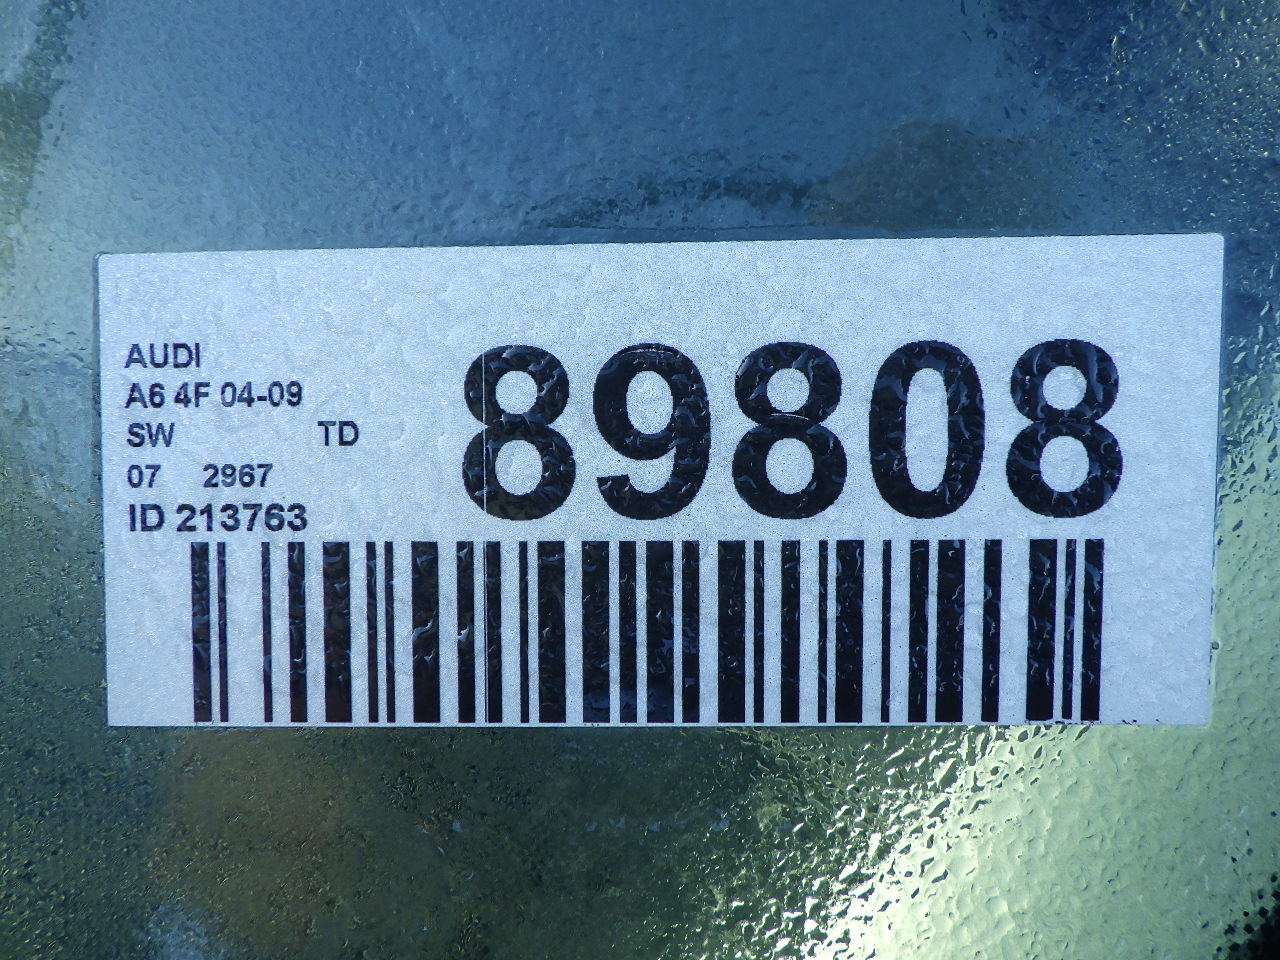 AUDI
A6 4F 04-09
SW TD
07 2967
ID 213763
89808